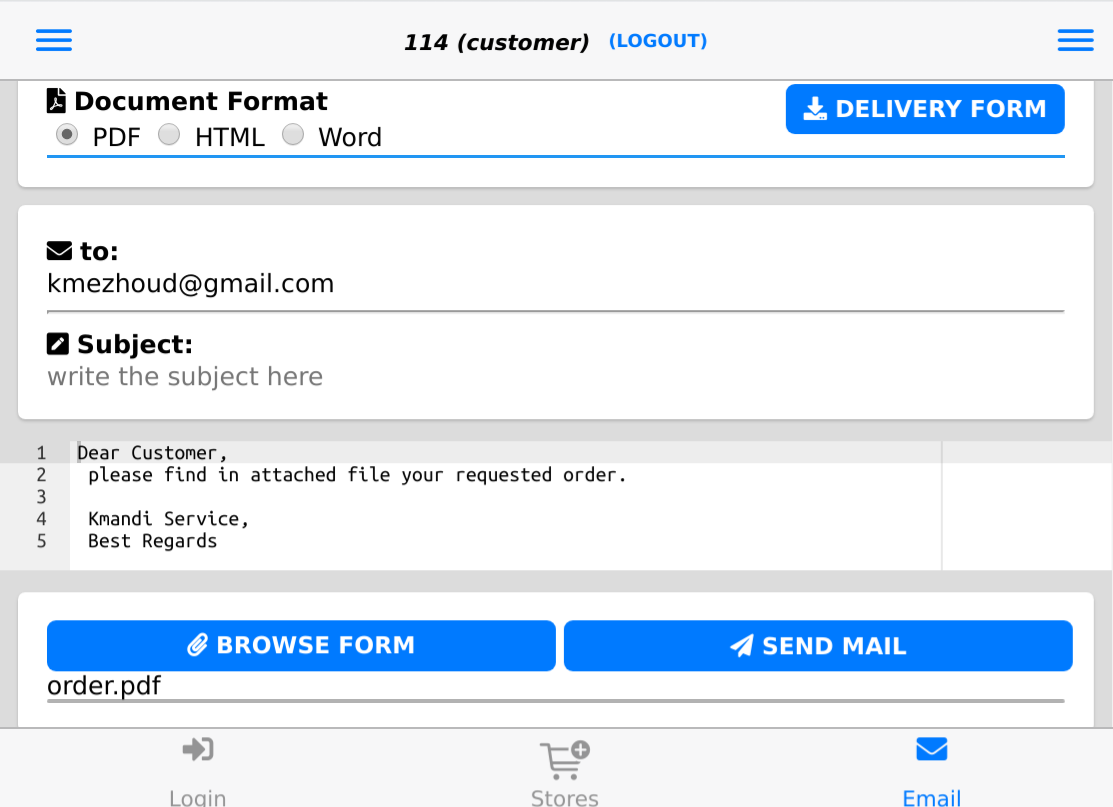 114 (customer) (LOGOUT)
Document Format
DELIVERY FORM
PDF HTML Word
to:
kmezhoud@gmail.com
Subject:
write the subject here
1 Dear Customer,
2 please find in attached file your requested order.
3
4 Kmandi Service,
5 Best Regards
BROWSE FORM SEND MAIL
order.pdf
Login Stores Email